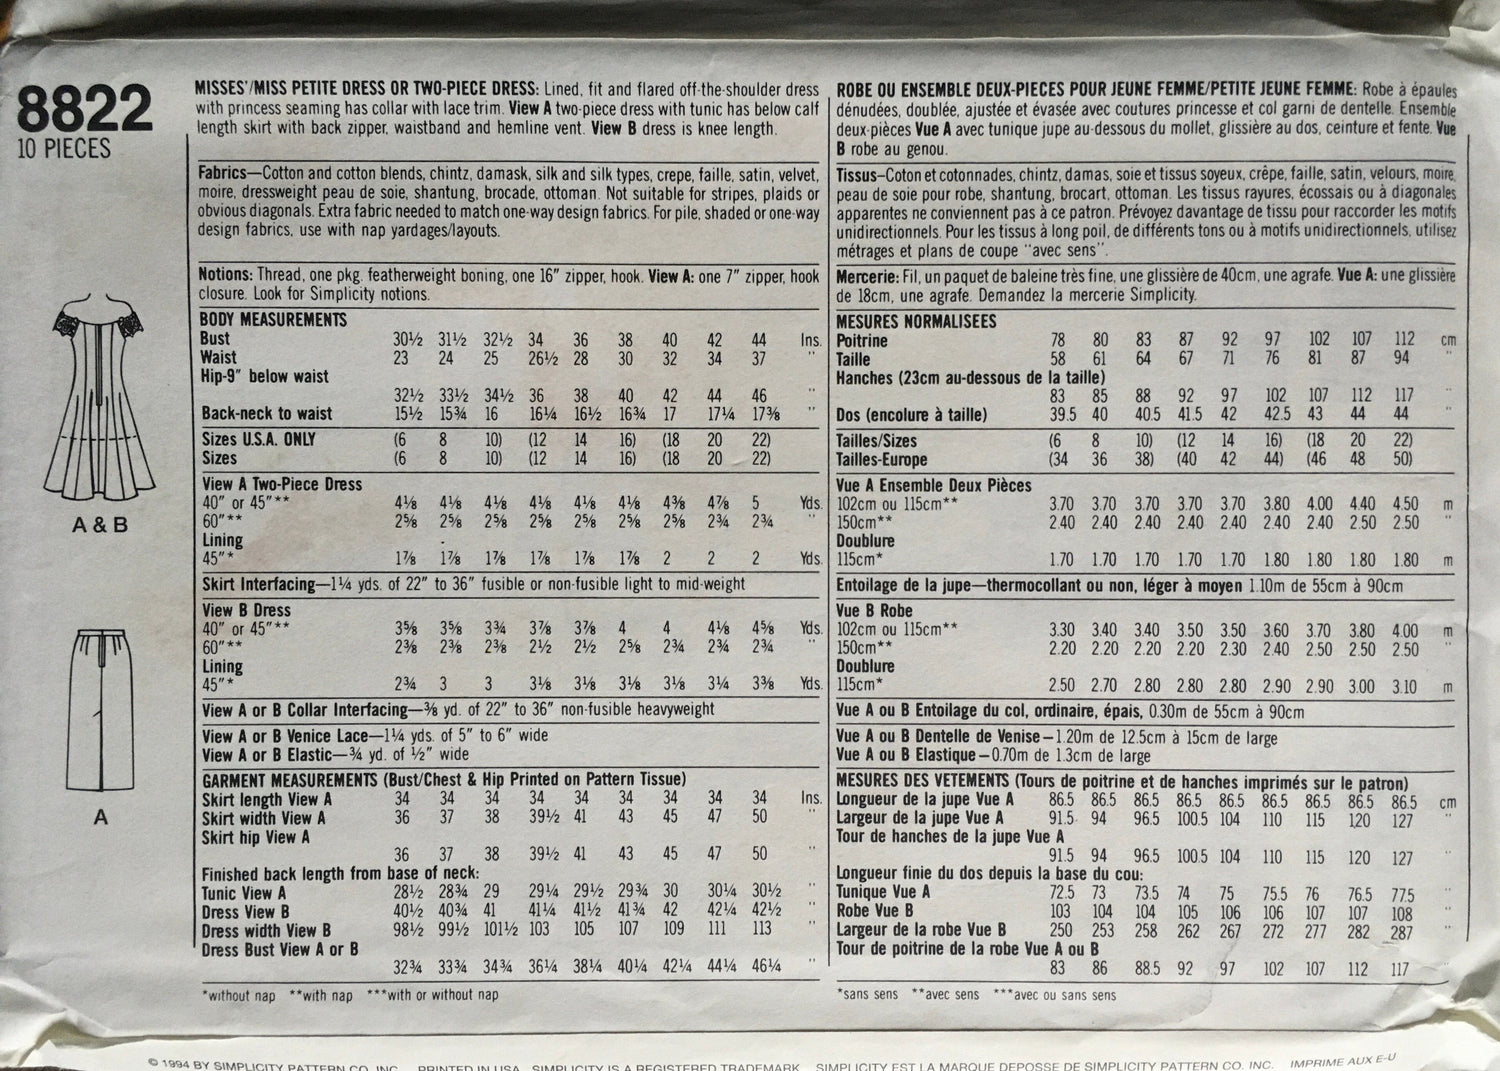 8822
10 PIECES
A & B
A
MISSES'/MISS PETITE DRESS OR TWO-PIECE DRESS: Lined, fit and flared off-the-shoulder dress
with princess seaming has collar with lace trim. View A two-piece dress with tunic has below calf
length skirt with back zipper, waistband and hemline vent. View B dress is knee length.
Fabrics—Cotton and cotton blends, chintz, damask, silk and silk types, crepe, faille, satin, velvet,
moire, dressweight peau de soie, shantung, brocade, ottoman. Not suitable for stripes, plaids or
obvious diagonals. Extra fabric needed to match one-way design fabrics. For pile, shaded or one-way
design fabrics, use with nap yardages/layouts.
Notions: Thread, one pkg. featherweight boning, one 16" zipper, hook. View A: one 7" zipper, hook
closure. Look for Simplicity notions.
BODY MEASUREMENTS
Bust 30½ 31½ 32½ 34 36 38 40 42 44 Ins.
Waist 23 24 25 26½ 28 30 32 34 37 "
Hip-9" below waist
32½ 33½ 34½ 36 38 40 42 44 46 "
Back-neck to waist 15½ 15¾ 16 16¼ 16½ 16¾ 17 17¼ 17⅜ "
Sizes U.S.A. ONLY (6 8 10) (12 14 16) (18 20 22)
Sizes (6 8 10) (12 14 16) (18 20 22)
View A Two-Piece Dress
40" or 45"** 4⅛ 4⅛ 4⅛ 4⅛ 4⅛ 4⅛ 4⅜ 4⅞ 5 Yds.
60"** 2⅝ 2⅝ 2⅝ 2⅝ 2⅝ 2⅝ 2⅝ 2¾ 2¾ "
Lining
45"* 1⅞ 1⅞ 1⅞ 1⅞ 1⅞ 1⅞ 2 2 2 Yds.
Skirt Interfacing—1¼ yds. of 22" to 36" fusible or non-fusible light to mid-weight
View B Dress
40" or 45"** 3⅝ 3⅝ 3¾ 3⅞ 3⅞ 4 4 4⅛ 4⅝ Yds.
60"** 2⅜ 2⅜ 2⅜ 2½ 2½ 2⅝ 2¾ 2¾ 2¾ "
Lining
45"* 2¾ 3 3 3⅛ 3⅛ 3⅛ 3⅛ 3¼ 3⅜ Yds.
View A or B Collar Interfacing—⅜ yd. of 22" to 36" non-fusible heavyweight
View A or B Venice Lace—1¼ yds. of 5" to 6" wide
View A or B Elastic—¾ yd. of ½" wide
GARMENT MEASUREMENTS (Bust/Chest & Hip Printed on Pattern Tissue)
Skirt length View A 34 34 34 34 34 34 34 34 34 Ins.
Skirt width View A 36 37 38 39½ 41 43 45 47 50 "
Skirt hip View A
36 37 38 39½ 41 43 45 47 50 "
Finished back length from base of neck:
Tunic View A 28½ 28¾ 29 29¼ 29½ 29¾ 30 30¼ 30½ "
Dress View B 40½ 40¾ 41 41¼ 41½ 41¾ 42 42¼ 42½ "
Dress width View B 98½ 99½ 101½ 103 105 107 109 111 113 "
Dress Bust View A or B
32¾ 33¾ 34¾ 36¼ 38¼ 40¼ 42¼ 44¼ 46¼ "
*without nap **with nap ***with or without nap
ROBE OU ENSEMBLE DEUX-PIECES POUR JEUNE FEMME/PETITE JEUNE FEMME: Robe à épaules
dénudées, doublée, ajustée et évasée avec coutures princesse et col garni de dentelle. Ensemble
deux-pièces Vue A avec tunique jupe au-dessous du mollet, glissière au dos, ceinture et fente. Vue
B robe au genou.
Tissus—Coton et cotonnades, chintz, damas, soie et tissus soyeux, crêpe, faille, satin, velours, moire,
peau de soie pour robe, shantung, brocart, ottoman. Les tissus rayures, écossais ou à diagonales
apparentes ne conviennent pas à ce patron. Prévoyez davantage de tissu pour raccorder les motifs
unidirectionnels. Pour les tissus à long poil, de différents tons ou à motifs unidirectionnels, utilisez
métrages et plans de coupe "avec sens".
Mercerie: Fil, un paquet de baleine très fine, une glissière de 40cm, une agrafe. Vue A: une glissière
de 18cm, une agrafe. Demandez la mercerie Simplicity.
MESURES NORMALISEES
Poitrine 78 80 83 87 92 97 102 107 112 cm
Taille 58 61 64 67 71 76 81 87 94 "
Hanches (23cm au-dessous de la taille)
83 85 88 92 97 102 107 112 117 "
Dos (encolure à taille) 39.5 40 40.5 41.5 42 42.5 43 44 44 "
Tailles/Sizes (6 8 10) (12 14 16) (18 20 22)
Tailles-Europe (34 36 38) (40 42 44) (46 48 50)
Vue A Ensemble Deux Pièces
102cm ou 115cm** 3.70 3.70 3.70 3.70 3.70 3.80 4.00 4.40 4.50 m
150cm** 2.40 2.40 2.40 2.40 2.40 2.40 2.40 2.50 2.50 "
Doublure
115cm* 1.70 1.70 1.70 1.70 1.70 1.80 1.80 1.80 1.80 m
Entoilage de la jupe—thermocollant ou non, léger à moyen 1.10m de 55cm à 90cm
Vue B Robe
102cm ou 115cm** 3.30 3.40 3.40 3.50 3.50 3.60 3.70 3.80 4.00 m
150cm** 2.20 2.20 2.20 2.20 2.30 2.40 2.50 2.50 2.50 "
Doublure
115cm* 2.50 2.70 2.80 2.80 2.80 2.90 2.90 3.00 3.10 m
Vue A ou B Entoilage du col, ordinaire, épais, 0.30m de 55cm à 90cm
Vue A ou B Dentelle de Venise—1.20m de 12.5cm à 15cm de large
Vue A ou B Elastique—0.70m de 1.3cm de large
MESURES DES VETEMENTS (Tours de poitrine et de hanches imprimés sur le patron)
Longueur de la jupe Vue A 86.5 86.5 86.5 86.5 86.5 86.5 86.5 86.5 86.5 cm
Largeur de la jupe Vue A 91.5 94 96.5 100.5 104 110 115 120 127 "
Tour de hanches de la jupe Vue A
91.5 94 96.5 100.5 104 110 115 120 127 "
Longueur finie du dos depuis la base du cou:
Tunique Vue A 72.5 73 73.5 74 75 75.5 76 76.5 77.5 "
Robe Vue B 103 104 104 105 106 106 107 107 108 "
Largeur de la robe Vue B 250 253 258 262 267 272 277 282 287 "
Tour de poitrine de la robe Vue A ou B
83 86 88.5 92 97 102 107 112 117 "
*sans sens **avec sens ***avec ou sans sens
© 1994 BY SIMPLICITY PATTERN CO. INC. PRINTED IN USA SIMPLICITY IS A REGISTERED TRADEMARK SIMPLICITY EST LA MARQUE DEPOSSE DE SIMPLICITY PATTERN CO. INC. IMPRIME AUX E-U